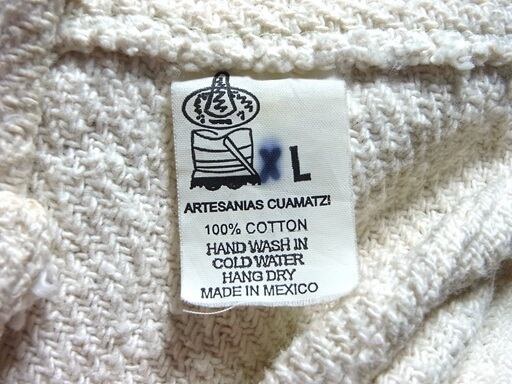 XL
ARTESANIAS CUAMATZI
100% COTTON
HAND WASH IN
COLD WATER
HANG DRY
MADE IN MEXICO